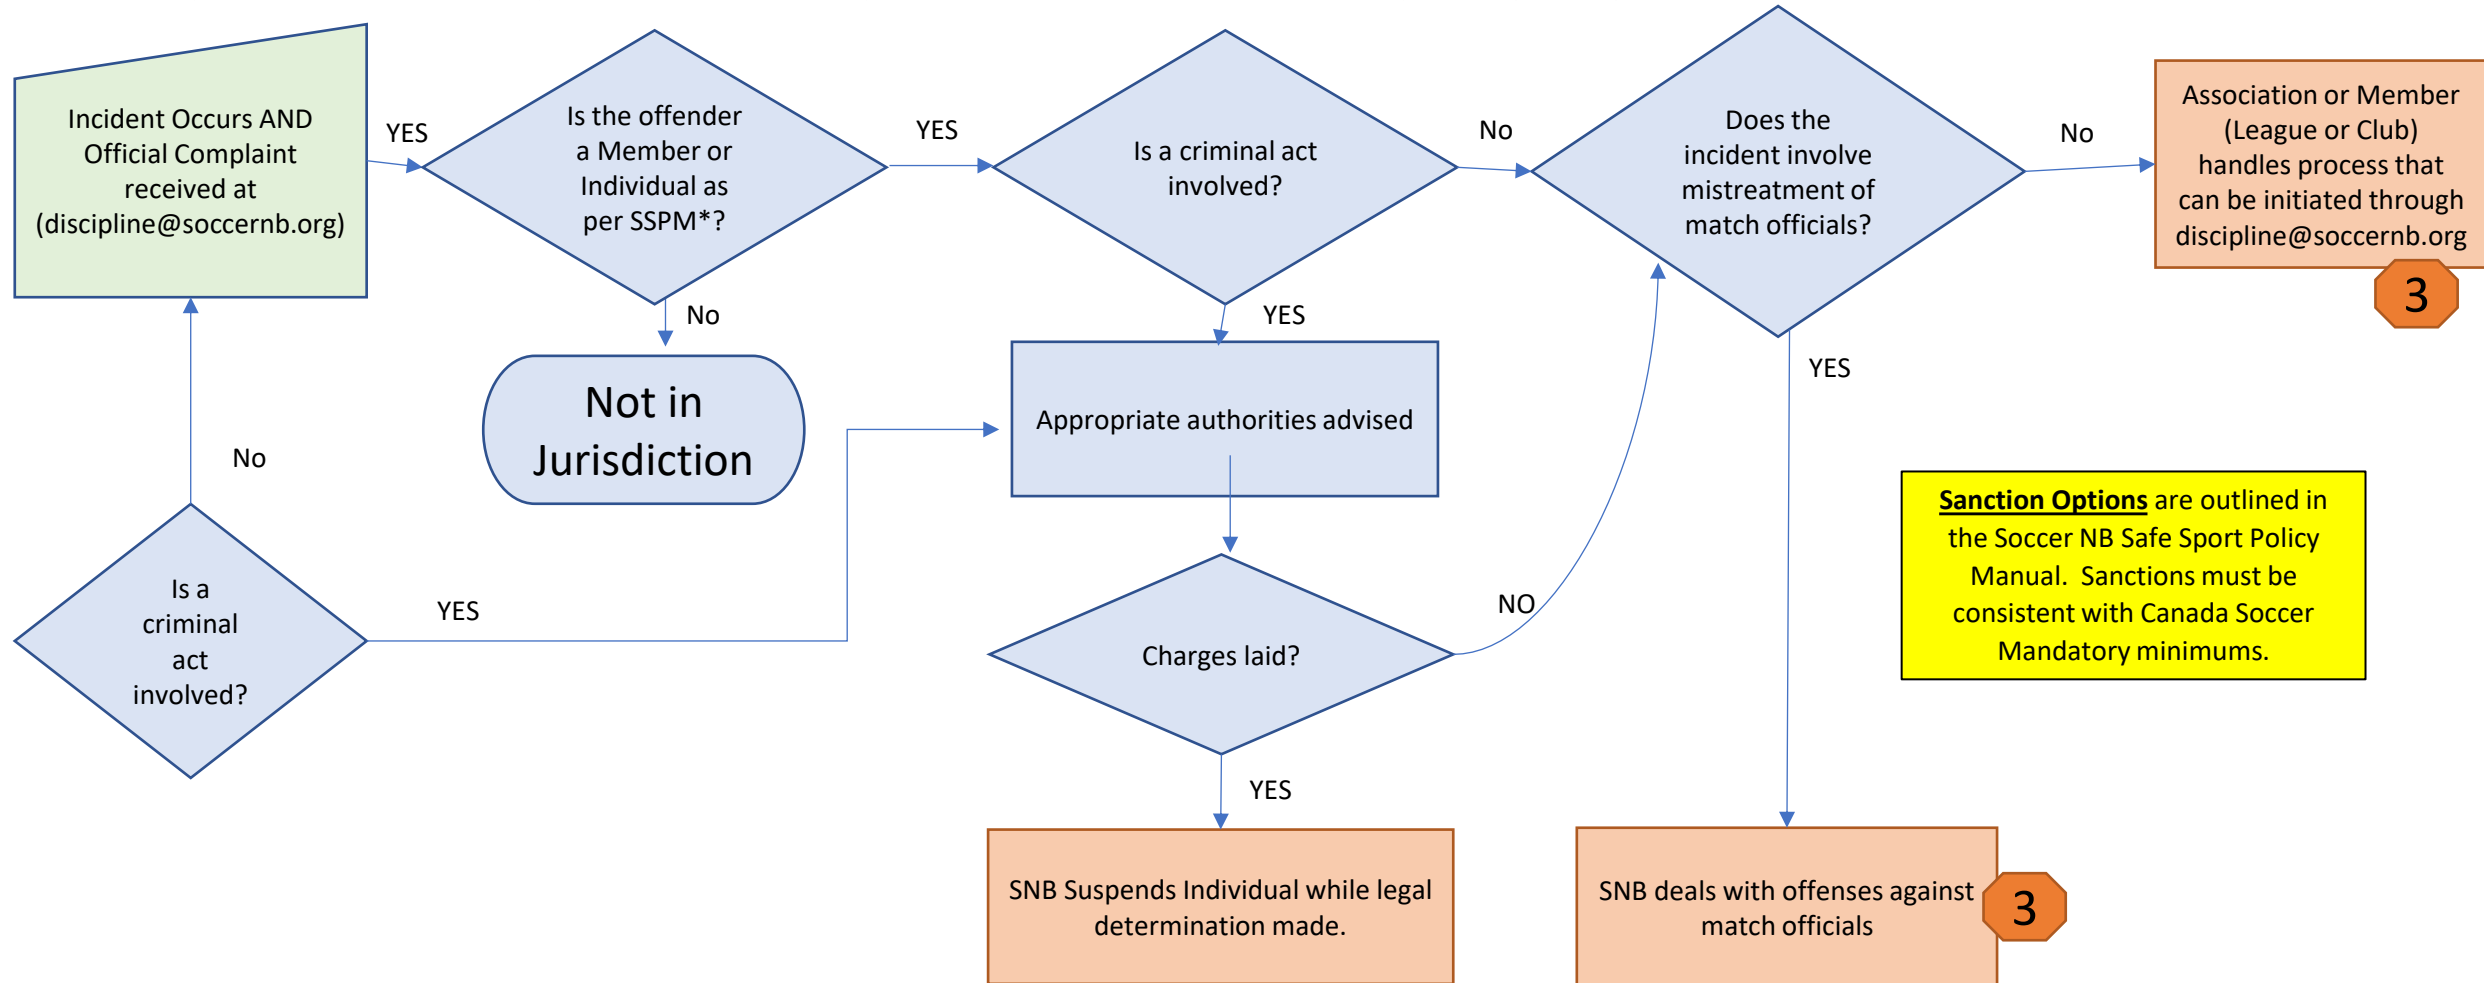 Incident Occurs AND
Official Complaint
received at
(discipline@soccernb.org)
YES
Is the offender
a Member or
Individual as
per SSPM*?
YES
Is a criminal act
involved?
No
Does the
incident involve
mistreatment of
match officials?
No
Association or Member
(League or Club)
handles process that
can be initiated through
discipline@soccernb.org
3
No
Not in
Jurisdiction
YES
Appropriate authorities advised
YES
No
Is a
criminal
act
involved?
YES
Charges laid?
NO
Sanction Options are outlined in
the Soccer NB Safe Sport Policy
Manual.  Sanctions must be
consistent with Canada Soccer
Mandatory minimums.
YES
SNB Suspends Individual while legal
determination made.
SNB deals with offenses against
match officials
3